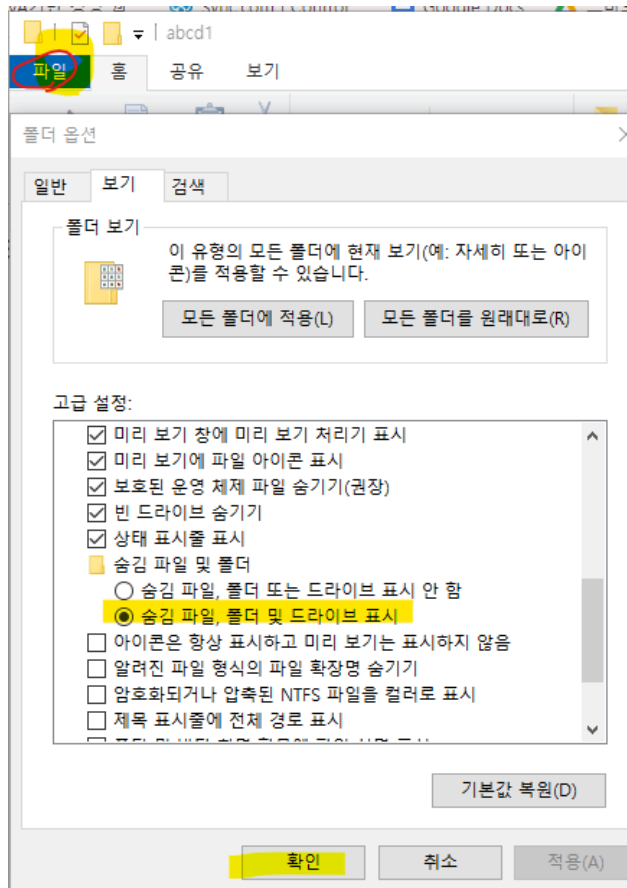 abcd1
파일 홈 공유 보기
폴더 옵션
일반 보기 검색
폴더 보기
이 유형의 모든 폴더에 현재 보기(예: 자세히 또는 아이
콘)를 적용할 수 있습니다.
모든 폴더에 적용(L) 모든 폴더를 원래대로(R)
고급 설정:
미리 보기 창에 미리 보기 처리기 표시
미리 보기에 파일 아이콘 표시
보호된 운영 체제 파일 숨기기(권장)
빈 드라이브 숨기기
상태 표시줄 표시
숨김 파일 및 폴더
숨김 파일, 폴더 또는 드라이브 표시 안 함
숨김 파일, 폴더 및 드라이브 표시
아이콘은 항상 표시하고 미리 보기는 표시하지 않음
알려진 파일 형식의 파일 확장명 숨기기
암호화되거나 압축된 NTFS 파일을 컬러로 표시
제목 표시줄에 전체 경로 표시
기본값 복원(D)
확인 취소 적용(A)